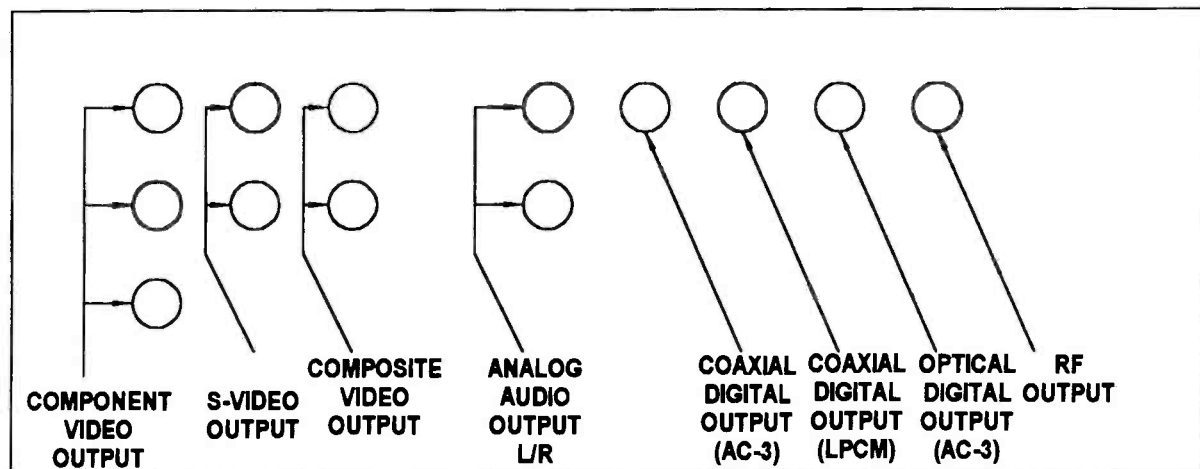 COMPONENT
VIDEO
OUTPUT
S-VIDEO
OUTPUT
COMPOSITE
VIDEO
OUTPUT
ANALOG
AUDIO
OUTPUT
L/R
COAXIAL
DIGITAL
OUTPUT
(AC-3)
COAXIAL
DIGITAL
OUTPUT
(LPCM)
OPTICAL
DIGITAL
OUTPUT
(AC-3)
RF
OUTPUT